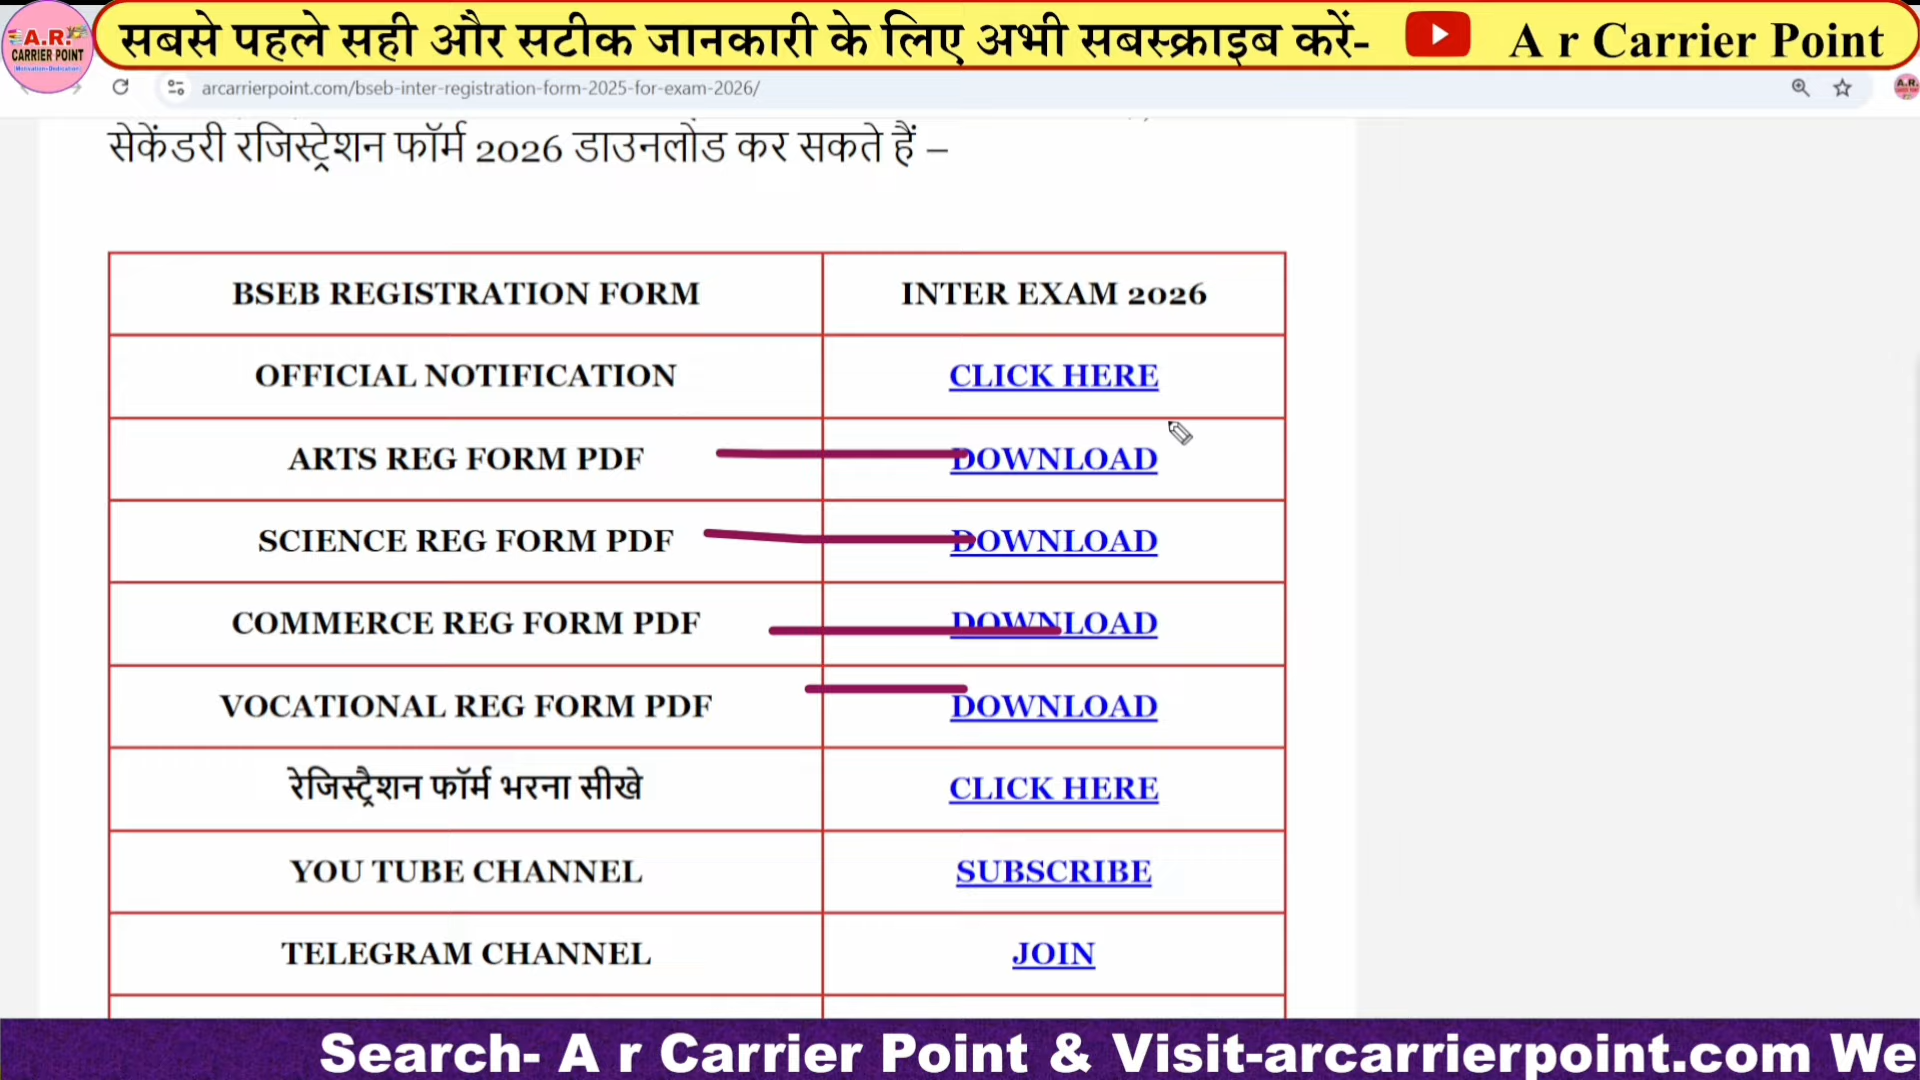 A.R.
CARRIER POINT
सबसे पहले सही और सटीक जानकारी के लिए अभी सबस्क्राइब करें-
A r Carrier Point
arcarrierpoint.com/bseb-inter-registration-form-2025-for-exam-2026/
सेकेंडरी रजिस्ट्रेशन फॉर्म 2026 डाउनलोड कर सकते हैं –
BSEB REGISTRATION FORM INTER EXAM 2026
OFFICIAL NOTIFICATION CLICK HERE
ARTS REG FORM PDF DOWNLOAD
SCIENCE REG FORM PDF DOWNLOAD
COMMERCE REG FORM PDF DOWNLOAD
VOCATIONAL REG FORM PDF DOWNLOAD
रेजिस्ट्रैशन फॉर्म भरना सीखे CLICK HERE
YOU TUBE CHANNEL SUBSCRIBE
TELEGRAM CHANNEL JOIN
Search- A r Carrier Point & Visit-arcarrierpoint.com We